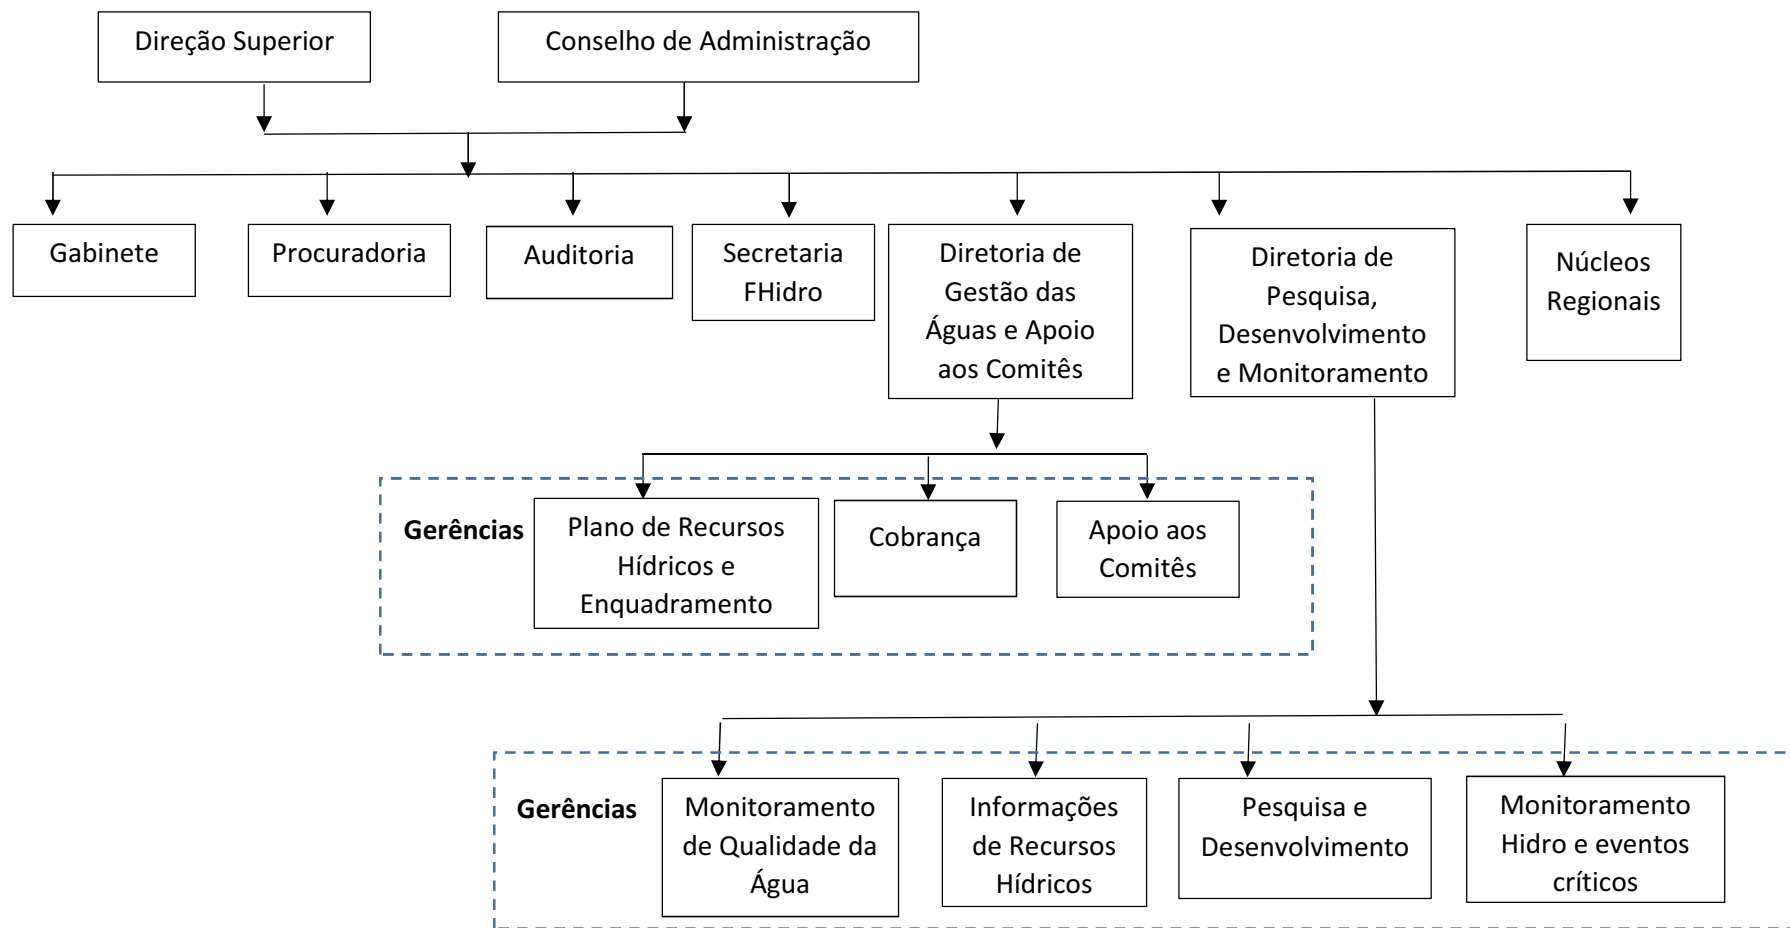 Direção Superior
Conselho de Administração
Gabinete
Procuradoria
Auditoria
Secretaria
FHidro
Diretoria de
Gestão das
Águas e Apoio
aos Comitês
Diretoria de
Pesquisa,
Desenvolvimento
e Monitoramento
Núcleos
Regionais
Gerências
Plano de Recursos
Hídricos e
Enquadramento
Cobrança
Apoio aos
Comitês
Gerências
Monitoramento
de Qualidade da
Água
Informações
de Recursos
Hídricos
Pesquisa e
Desenvolvimento
Monitoramento
Hidro e eventos
críticos